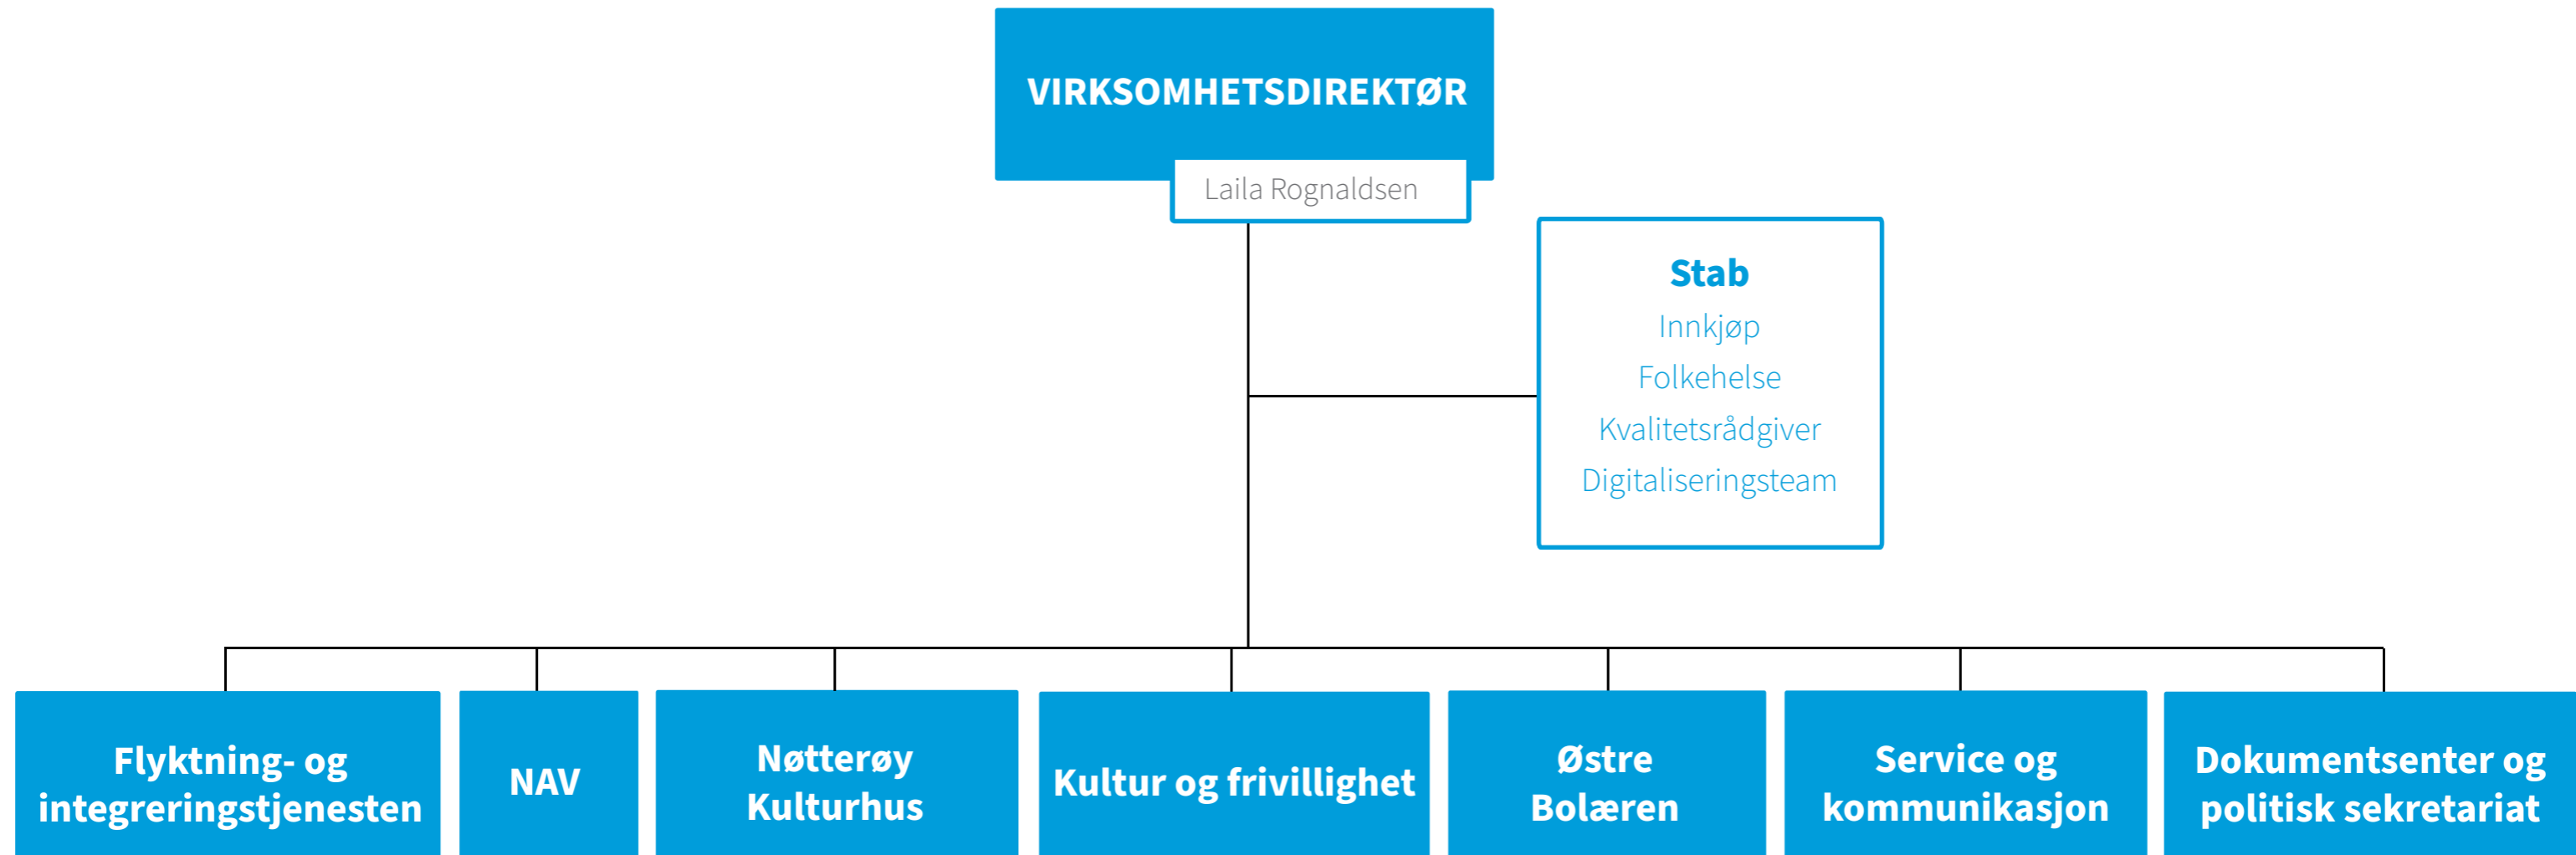 VIRKSOMHETSDIREKTØR
Laila Rognaldsen
Stab
Innkjøp
Folkehelse
Kvalitetsrådgiver
Digitaliseringsteam
Flyktning- og
integreringstjenesten
NAV
Nøtterøy
Kulturhus
Kultur og frivillighet
Østre
Bolæren
Service og
kommunikasjon
Dokumentsenter og
politisk sekretariat